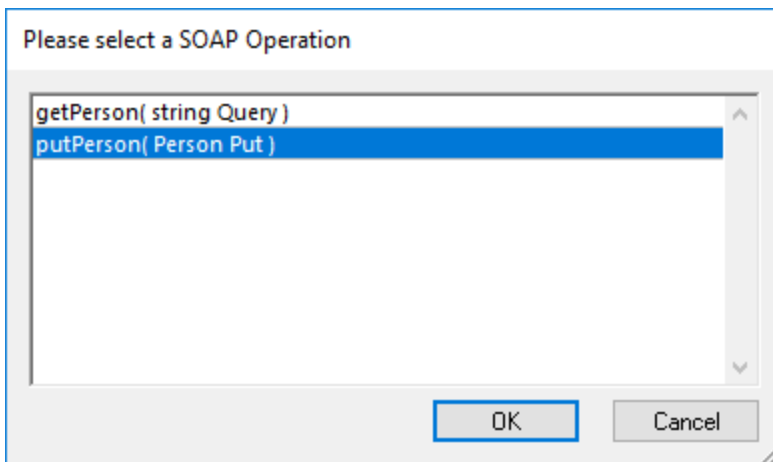 Please select a SOAP Operation
getPerson( string Query )
putPerson( Person Put )
OK
Cancel